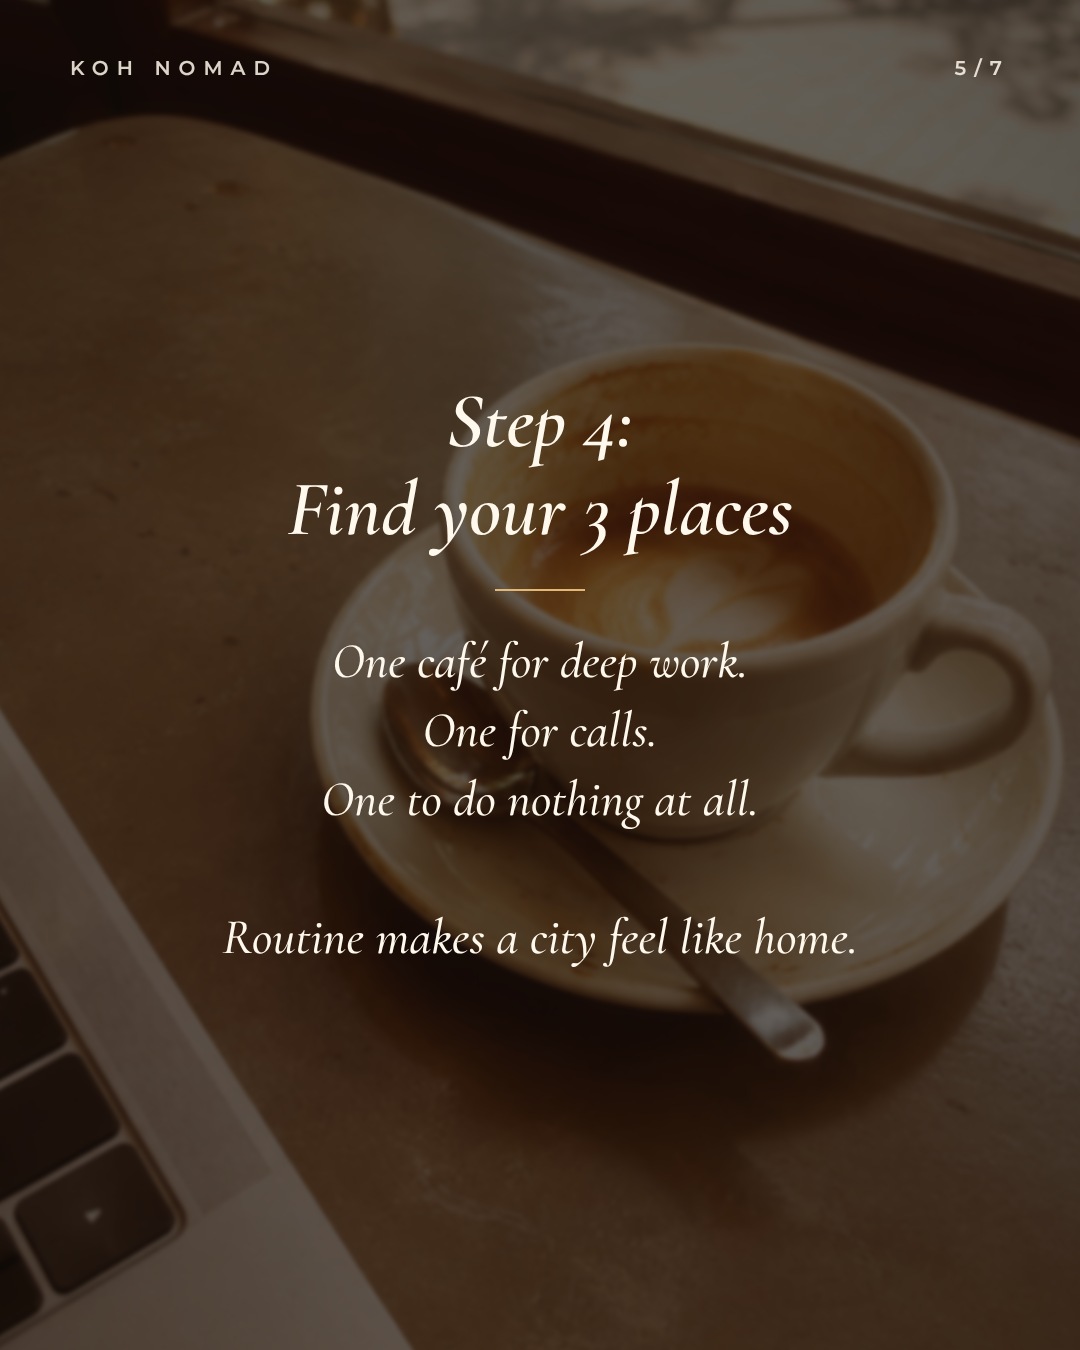 KOH NOMAD
5/7
Step 4:
Find your 3 places
One café for deep work.
One for calls.
One to do nothing at all.
Routine makes a city feel like home.